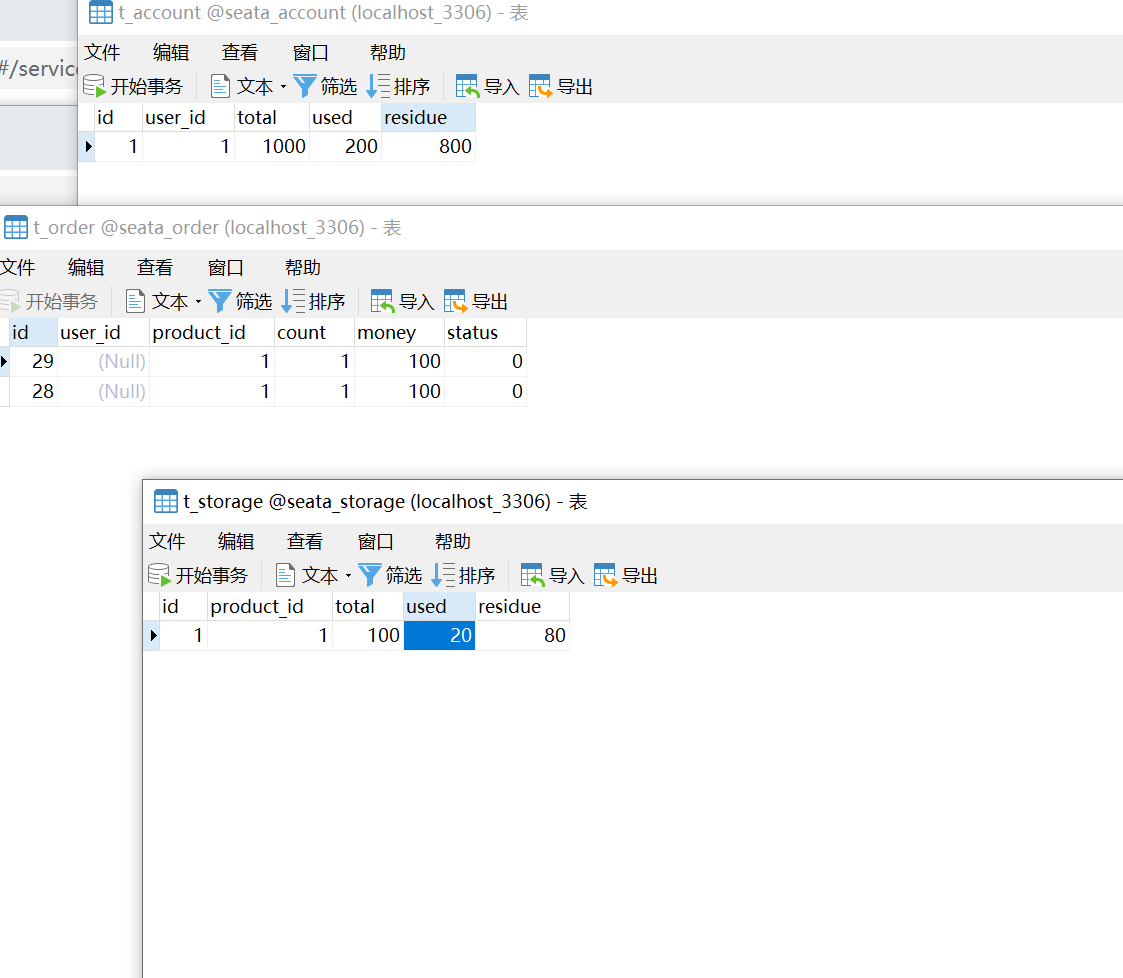 t_account @seata_account (localhost_3306) - 表
#/servic
文件 编辑 查看 窗口 帮助
开始事务 文本 筛选 排序 导入 导出
id user_id total used residue
1 1 1000 200 800
t_order @seata_order (localhost_3306) - 表
文件 编辑 查看 窗口 帮助
开始事务 文本 筛选 排序 导入 导出
id user_id product_id count money status
29 (Null) 1 1 100 0
28 (Null) 1 1 100 0
t_storage @seata_storage (localhost_3306) - 表
文件 编辑 查看 窗口 帮助
开始事务 文本 筛选 排序 导入 导出
id product_id total used residue
1 1 100 20 80